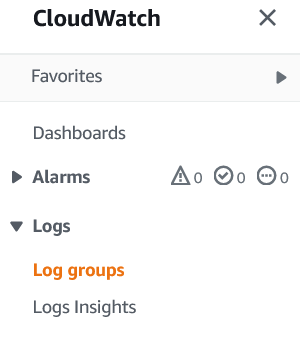 CloudWatch
Favorites
Dashboards
Alarms 0 0 0
Logs
Log groups
Logs Insights